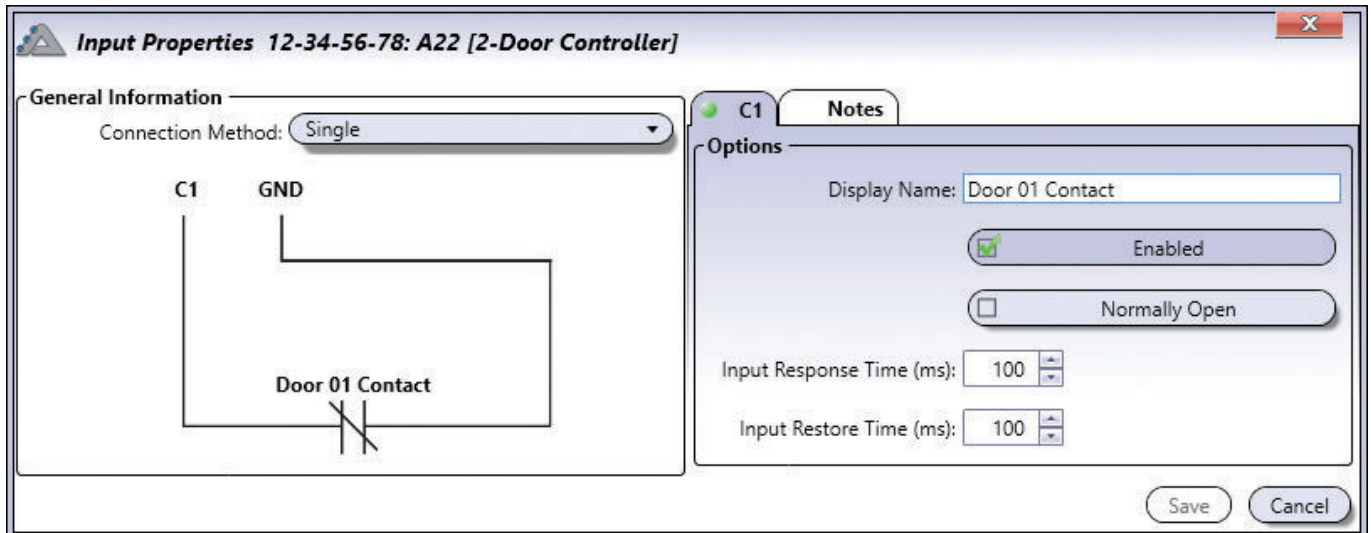 Input Properties 12-34-56-78: A22 [2-Door Controller]
X
General Information
Connection Method: Single
C1 GND
Door 01 Contact
C1 Notes
Options
Display Name: Door 01 Contact
Enabled
Normally Open
Input Response Time (ms): 100
Input Restore Time (ms): 100
Save Cancel